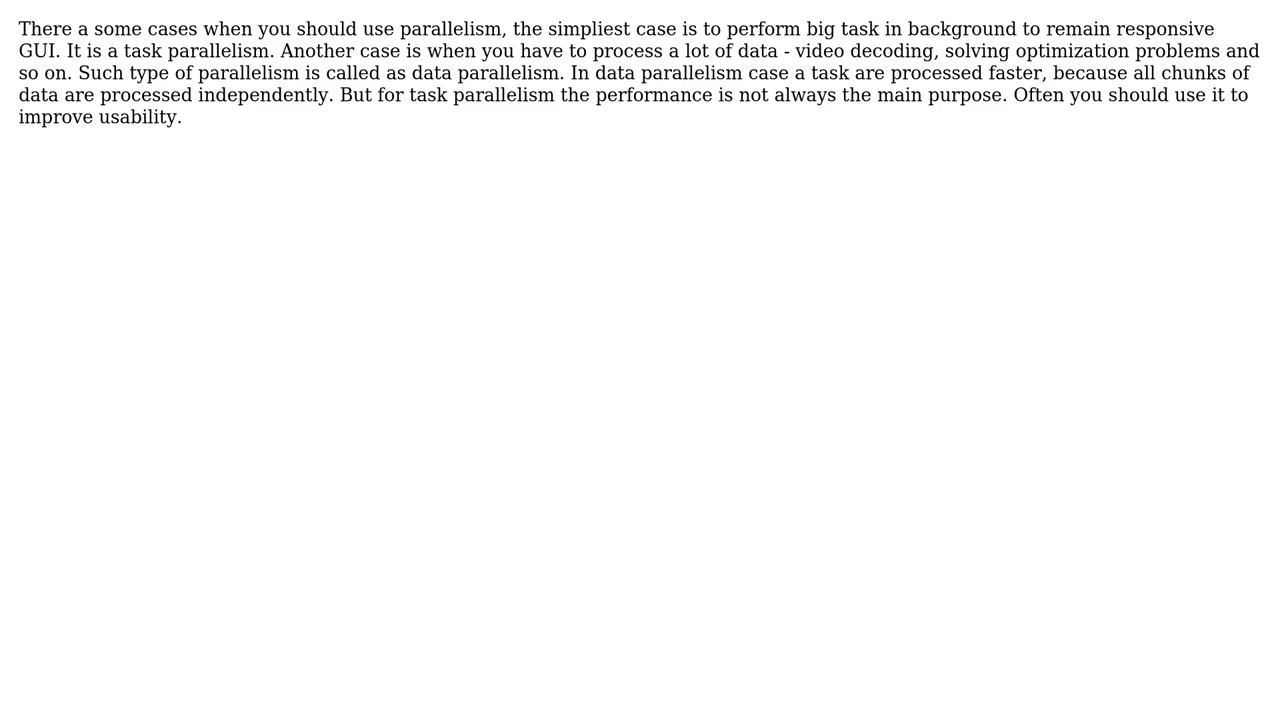 There a some cases when you should use parallelism, the simpliest case is to perform big task in background to remain responsive
GUI. It is a task parallelism. Another case is when you have to process a lot of data - video decoding, solving optimization problems and
so on. Such type of parallelism is called as data parallelism. In data parallelism case a task are processed faster, because all chunks of
data are processed independently. But for task parallelism the performance is not always the main purpose. Often you should use it to
improve usability.